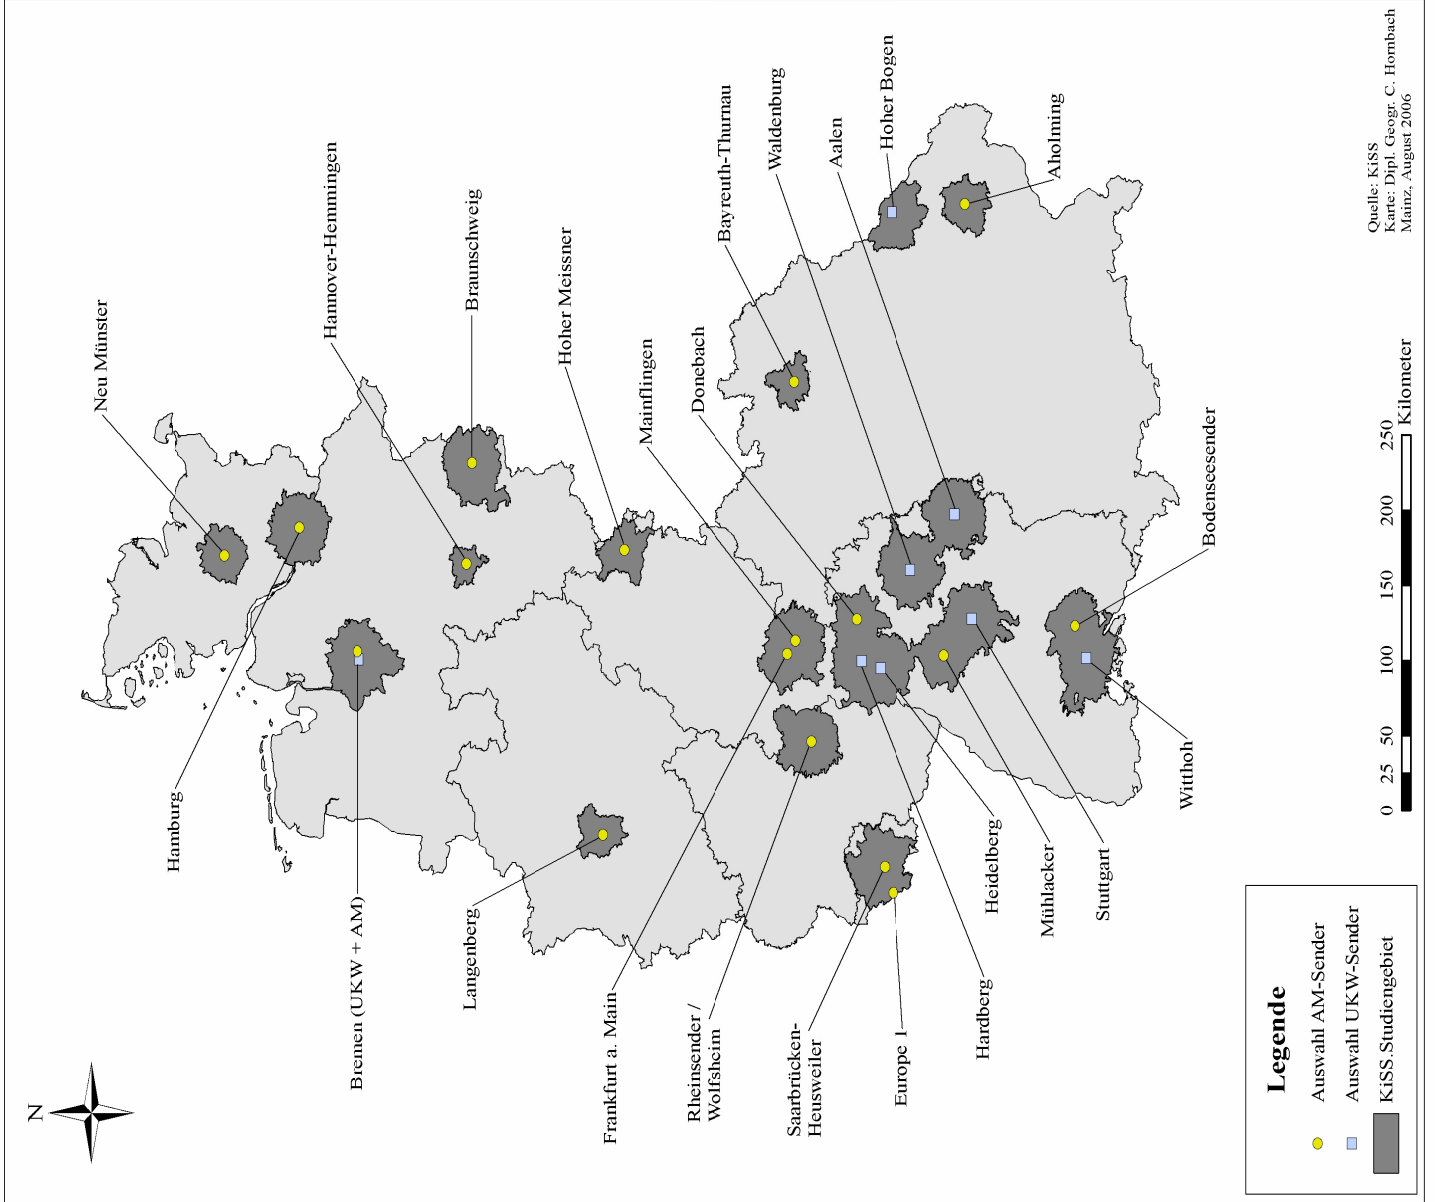 N
Neu Münster
Hannover-Hemmingen
Braunschweig
Hoher Meissner
Mainflingen
Donebach
Bayreuth-Thurnau
Waldenburg
Aalen
Hoher Bogen
Aholming
Hamburg
Bremen (UKW + AM)
Langenberg
Frankfurt a. Main
Rheinsender /
Wolfsheim
Saarbrücken-
Heusweiler
Europe 1
Hardberg
Heidelberg
Mühlacker
Stuttgart
Witthoh
Bodenseesender
Legende
Auswahl AM-Sender
Auswahl UKW-Sender
KiSS.Studiengebiet
0 25 50 100 150 200 250
Kilometer
Quelle: KiSS
Karte: Dipl. Geogr. C. Hornbach
Mainz, August 2006